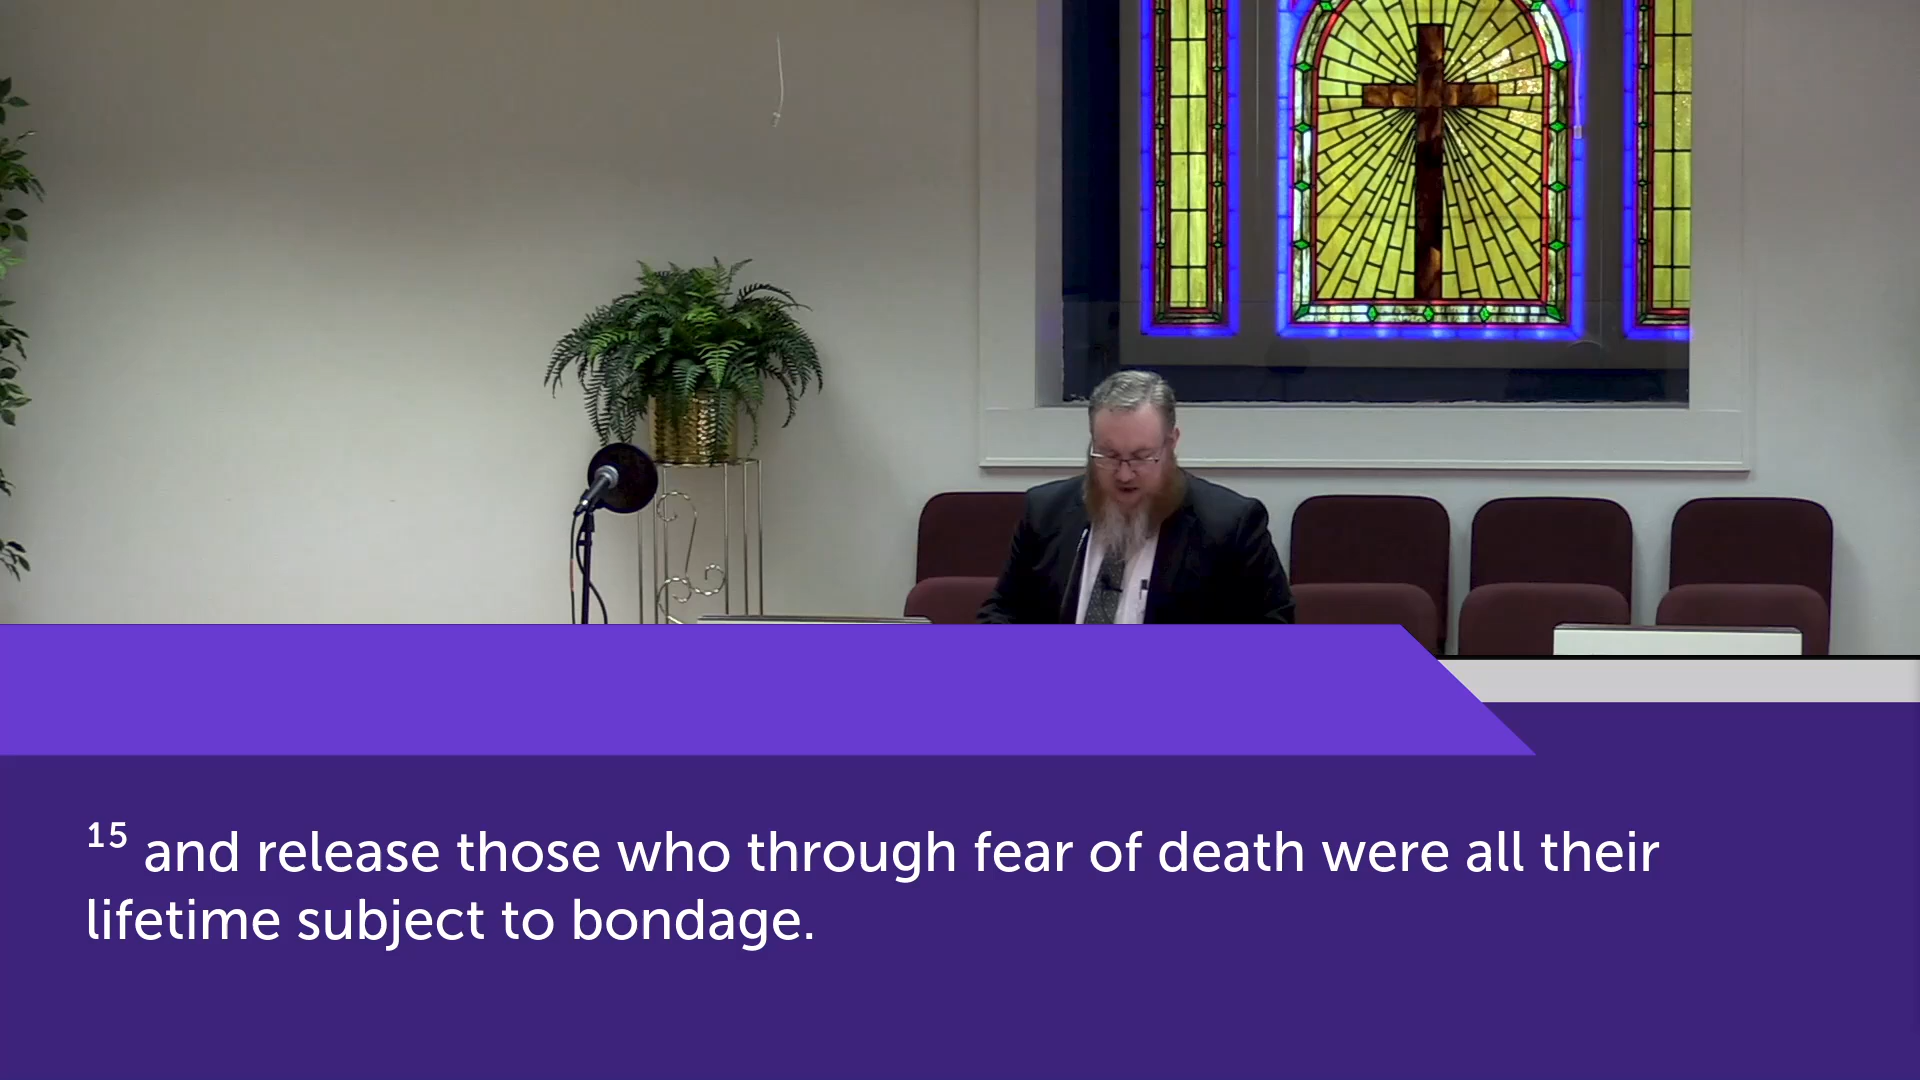 15 and release those who through fear of death were all their
lifetime subject to bondage.